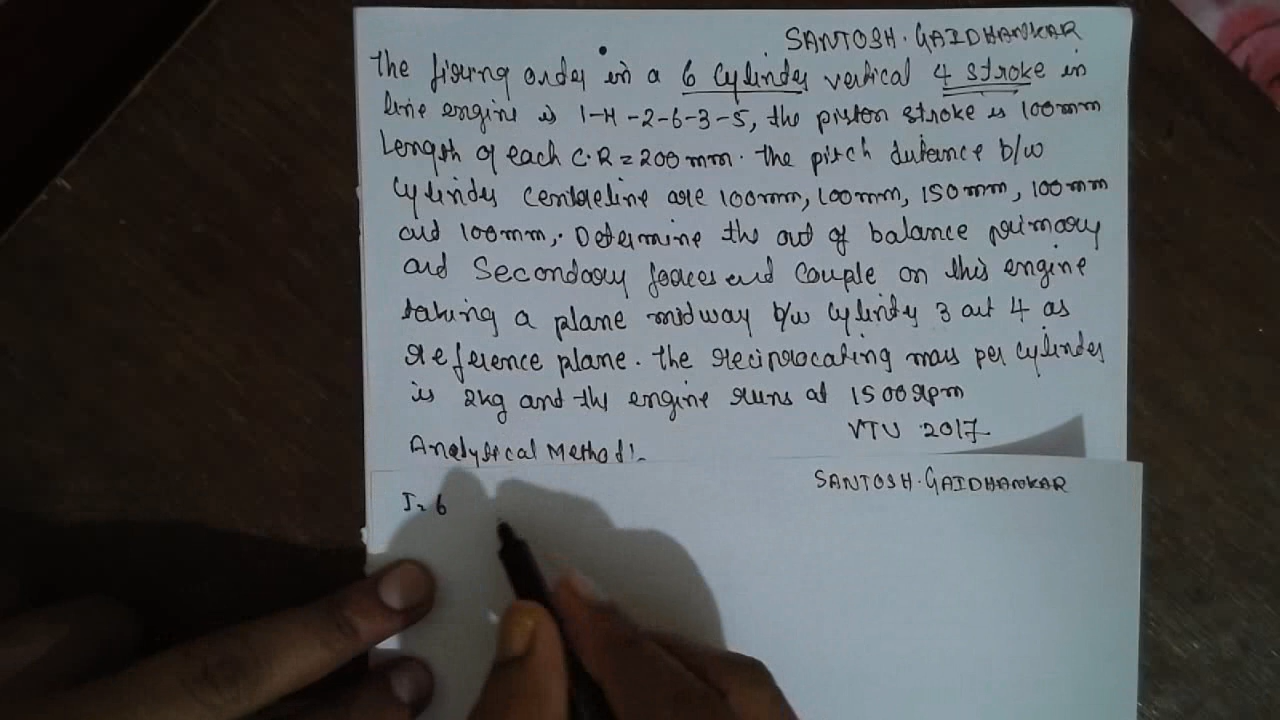 SANTOSH. GAIDHANKAR
The firing order in a 6 cylinder vertical 4 stroke in
line engine is 1-4-2-6-3-5, the piston stroke is 100mm
Length of each C.R = 200 mm. the pitch distance b/w
cylinder centreline are 100mm, 100mm, 150mm, 100mm
and 100mm,. Determine the out of balance primary
and Secondary forces and couple on this engine
taking a plane midway b/w cylindy 3 and 4 as
reference plane. the reciprocating mass per cylinder
is 2kg and the engine runs at 1500rpm
VTU 2017
Analytical Method:-
SANTOSH. GAIDHANKAR
I = 6